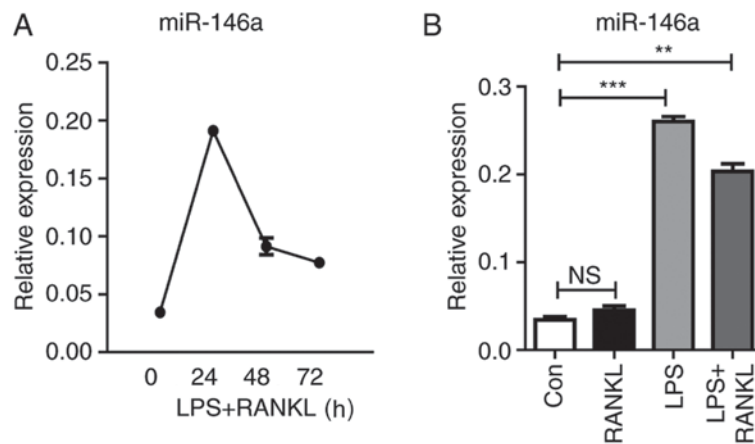 A
miR-146a
Relative expression
0.25
0.20
0.15
0.10
0.05
0.00
0 24 48 72
LPS+RANKL (h)
B
miR-146a
Relative expression
0.3
0.2
0.1
0.0
**
***
NS
Con
RANKL
LPS
LPS+
RANKL